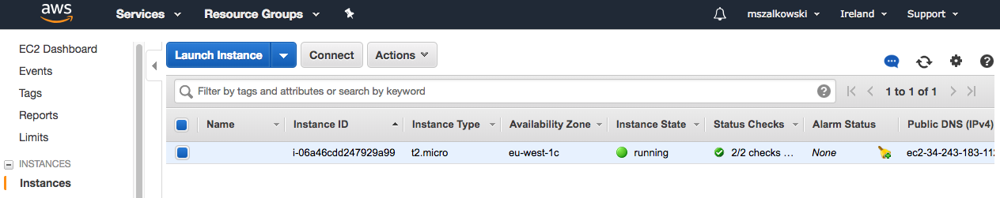 aws Services Resource Groups mszalkowski Ireland Support
EC2 Dashboard
Events
Tags
Reports
Limits
INSTANCES
Instances
Launch Instance Connect Actions
Filter by tags and attributes or search by keyword ? 1 to 1 of 1
Name Instance ID Instance Type Availability Zone Instance State Status Checks Alarm Status Public DNS (IPv4)
i-06a46cdd247929a99 t2.micro eu-west-1c running 2/2 checks … None ec2-34-243-183-112